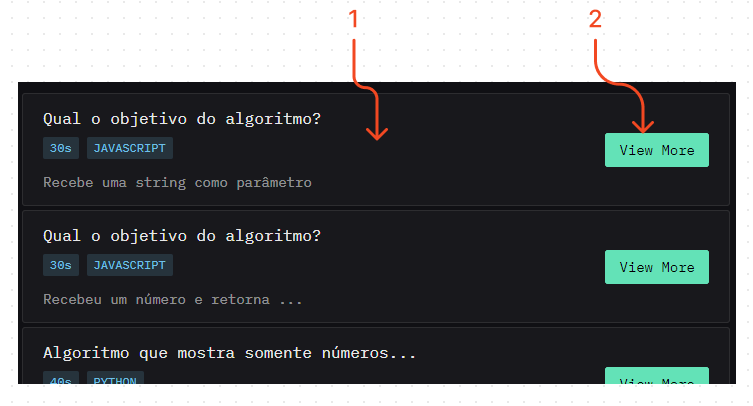 1
2
Qual o objetivo do algoritmo?
30s JAVASCRIPT
View More
Recebe uma string como parâmetro
Qual o objetivo do algoritmo?
30s JAVASCRIPT
View More
Recebeu um número e retorna ...
Algoritmo que mostra somente números...
40s PYTHON
View More